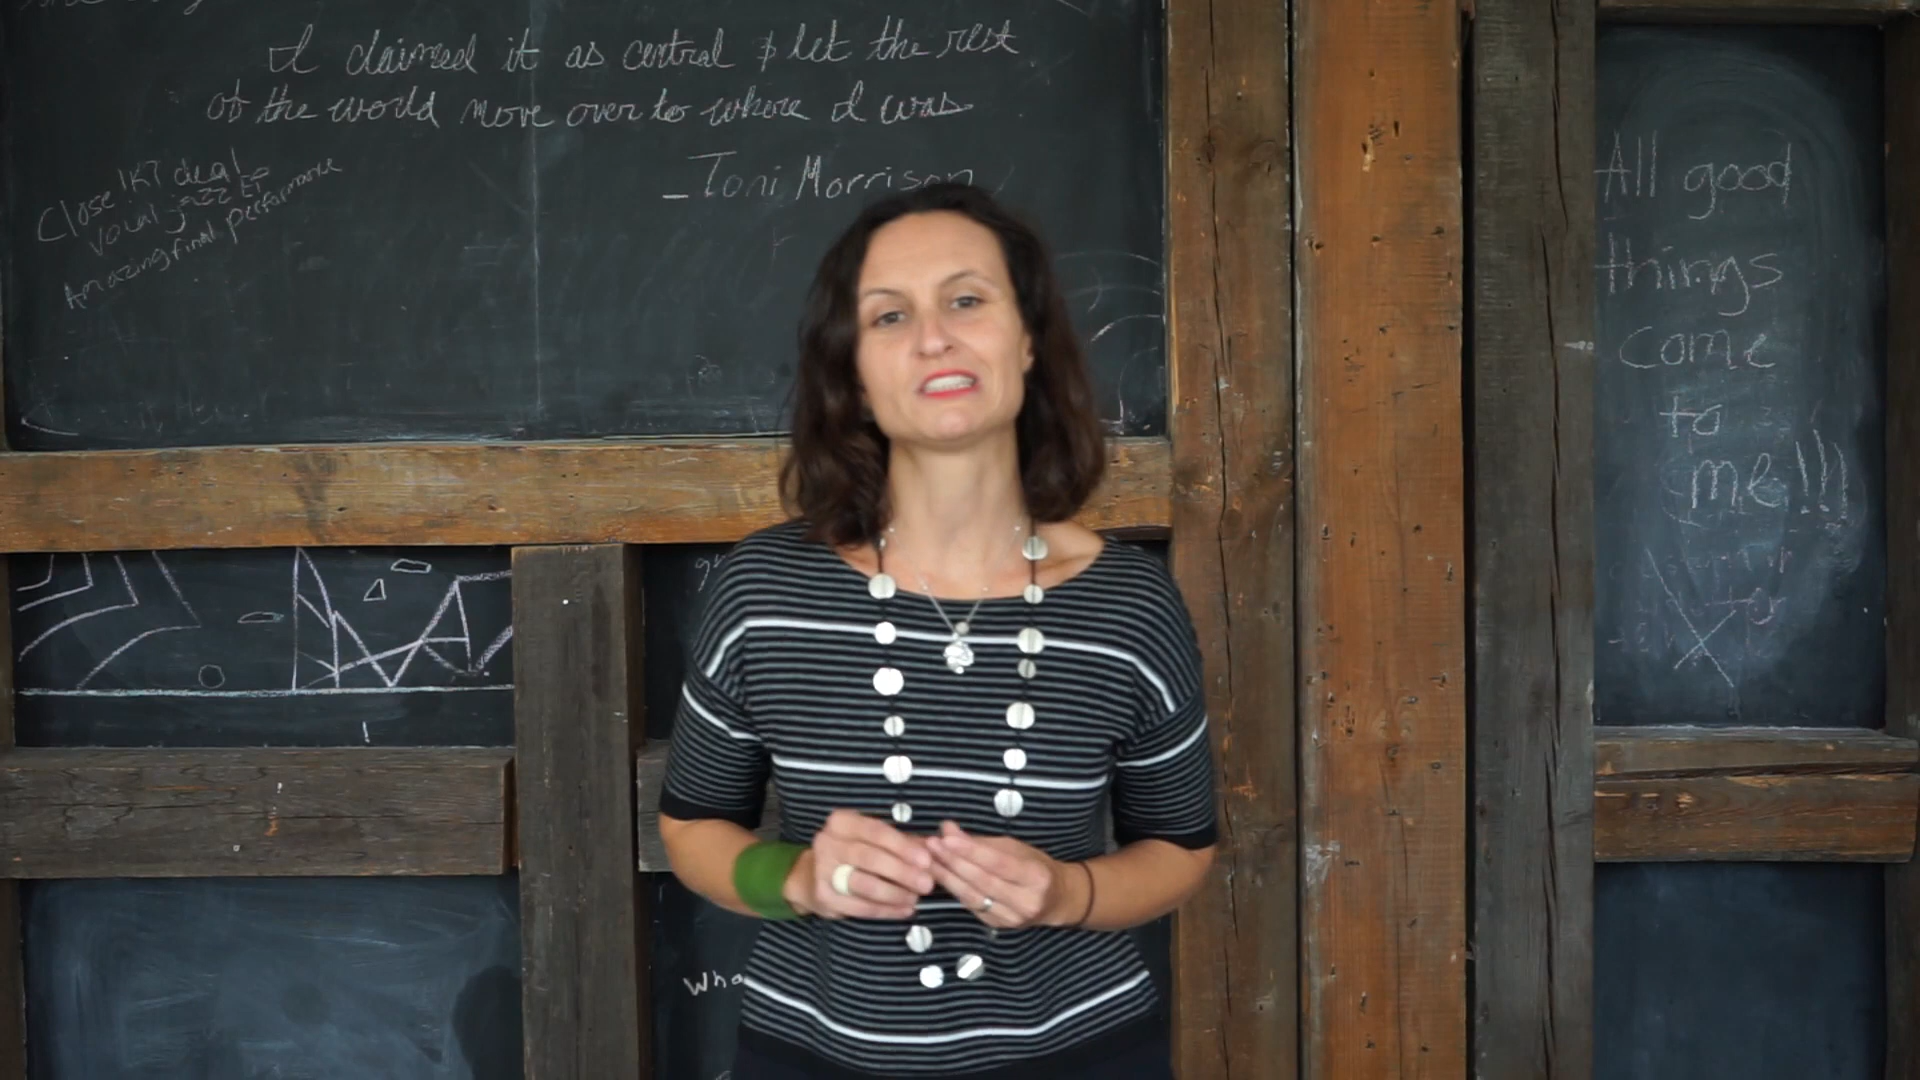 I claimed it as central & let the rest
of the world move over to where I was
_Toni Morrison
Close 1K7 deal
vocal jazz EP
Amazing final performance
All good
things
come
to
me!!!
Who